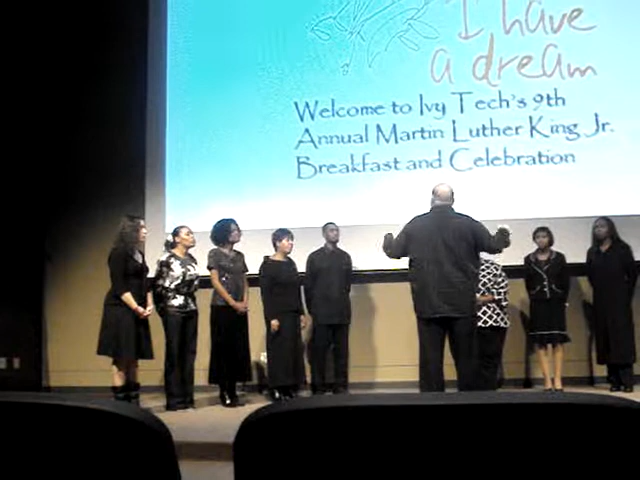 I have
a dream
Welcome to Ivy Tech's 9th
Annual Martin Luther King Jr.
Breakfast and Celebration